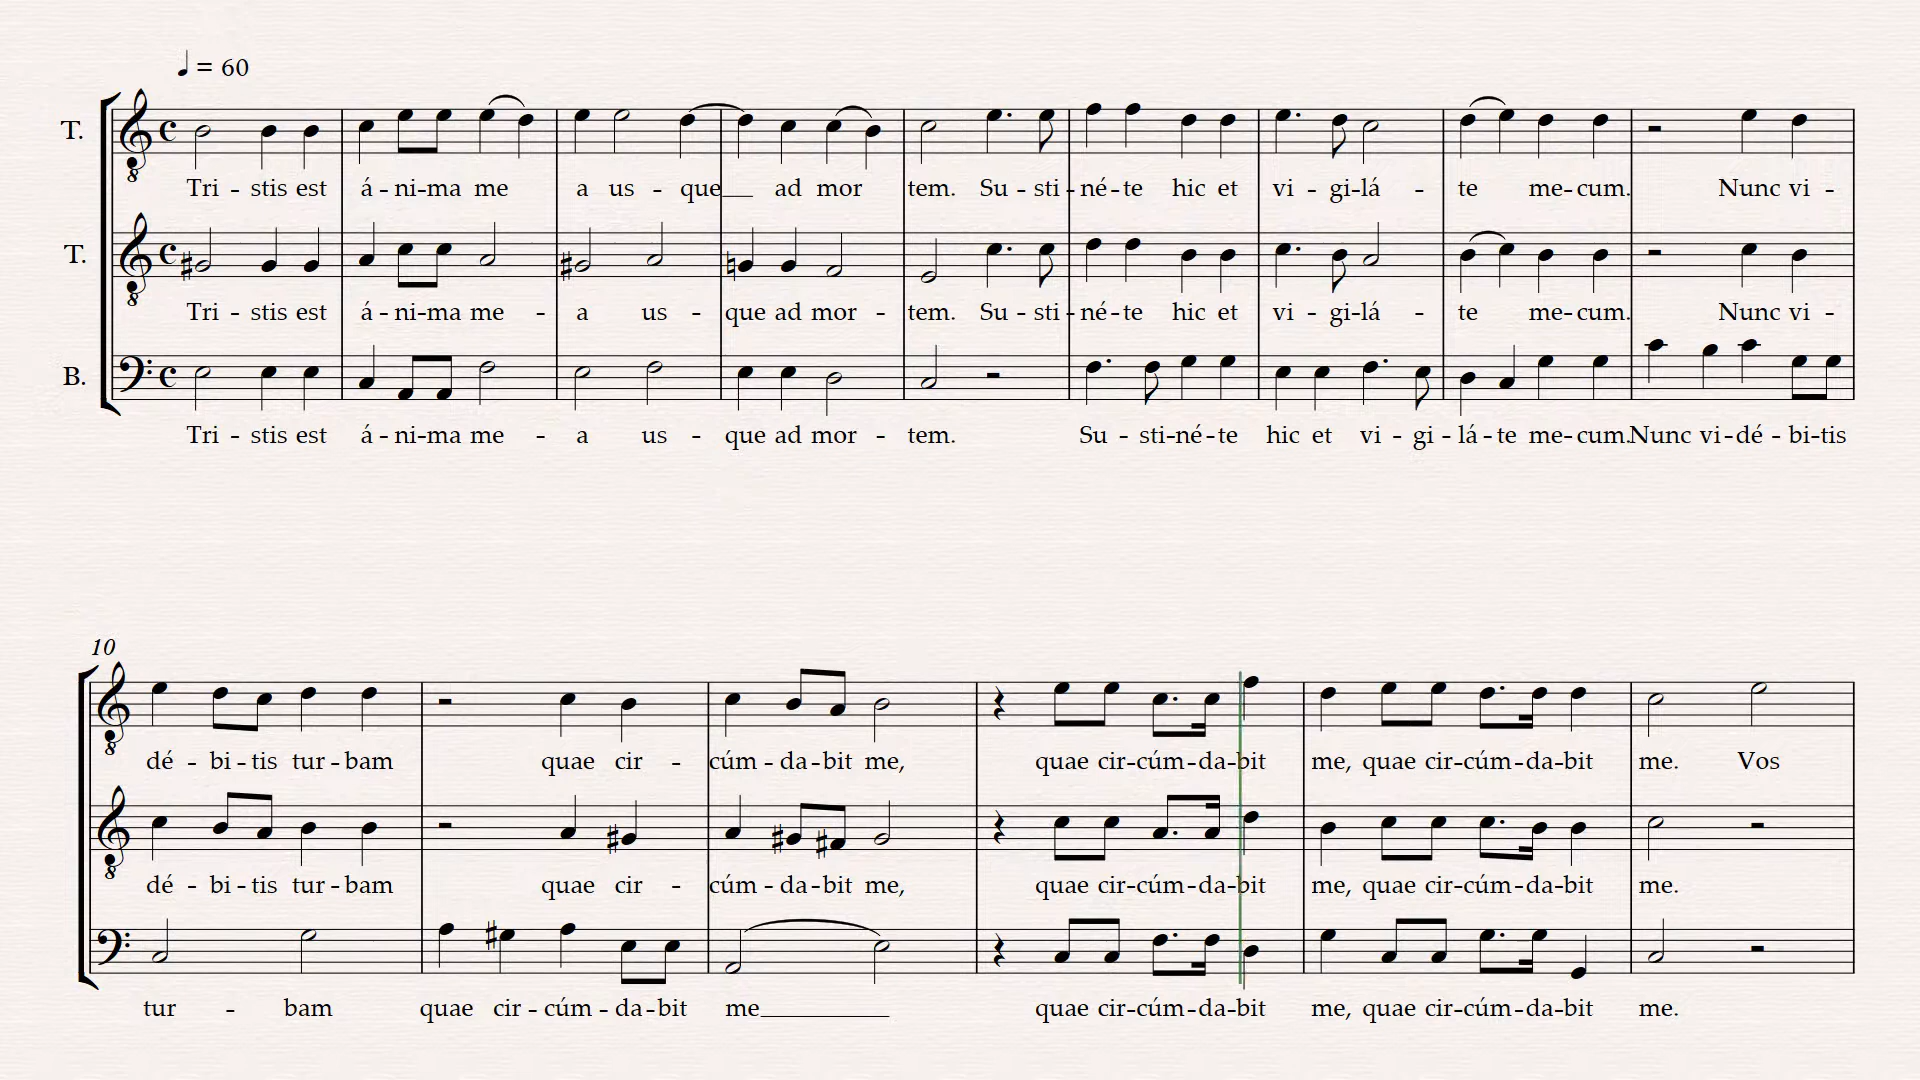 = 60
T.
Tri - stis est á - ni - ma me a us - que__ ad mor tem. Su - sti - né - te hic et vi - gi - lá - te me - cum. Nunc vi -
T.
Tri - stis est á - ni - ma me - a us - que ad mor - tem. Su - sti - né - te hic et vi - gi - lá - te me - cum. Nunc vi -
B.
Tri - stis est á - ni - ma me - a us - que ad mor - tem. Su - sti - né - te hic et vi - gi - lá - te me - cum. Nunc vi - dé - bi - tis
10
dé - bi - tis tur - bam quae cir - cúm - da - bit me, quae cir - cúm - da - bit me, quae cir - cúm - da - bit me. Vos
dé - bi - tis tur - bam quae cir - cúm - da - bit me, quae cir - cúm - da - bit me, quae cir - cúm - da - bit me.
tur - bam quae cir - cúm - da - bit me__ quae cir - cúm - da - bit me, quae cir - cúm - da - bit me.